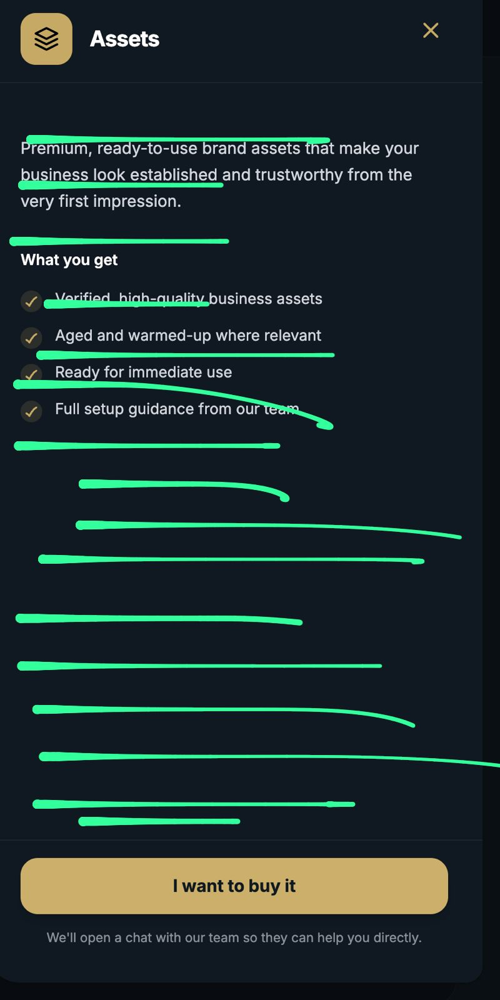 Assets
Premium, ready-to-use brand assets that make your
business look established and trustworthy from the
very first impression.
What you get
Verified, high-quality business assets
Aged and warmed-up where relevant
Ready for immediate use
Full setup guidance from our team
I want to buy it
We'll open a chat with our team so they can help you directly.